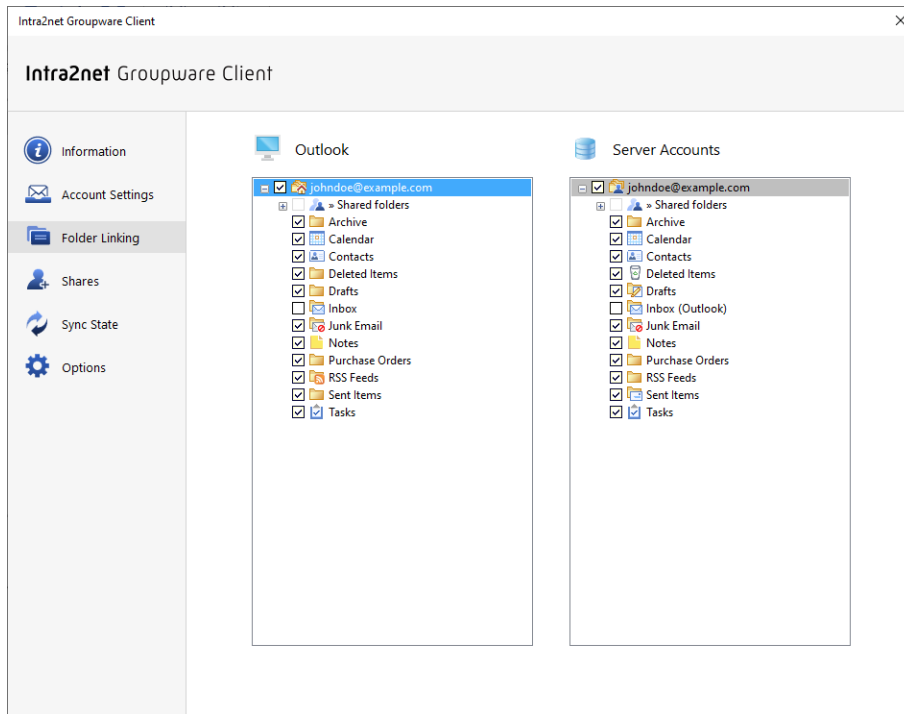 Intra2net Groupware Client
Intra2net Groupware Client
Information
Account Settings
Folder Linking
Shares
Sync State
Options
Outlook
johndoe@example.com
» Shared folders
Archive
Calendar
Contacts
Deleted Items
Drafts
Inbox
Junk Email
Notes
Purchase Orders
RSS Feeds
Sent Items
Tasks
Server Accounts
johndoe@example.com
» Shared folders
Archive
Calendar
Contacts
Deleted Items
Drafts
Inbox (Outlook)
Junk Email
Notes
Purchase Orders
RSS Feeds
Sent Items
Tasks